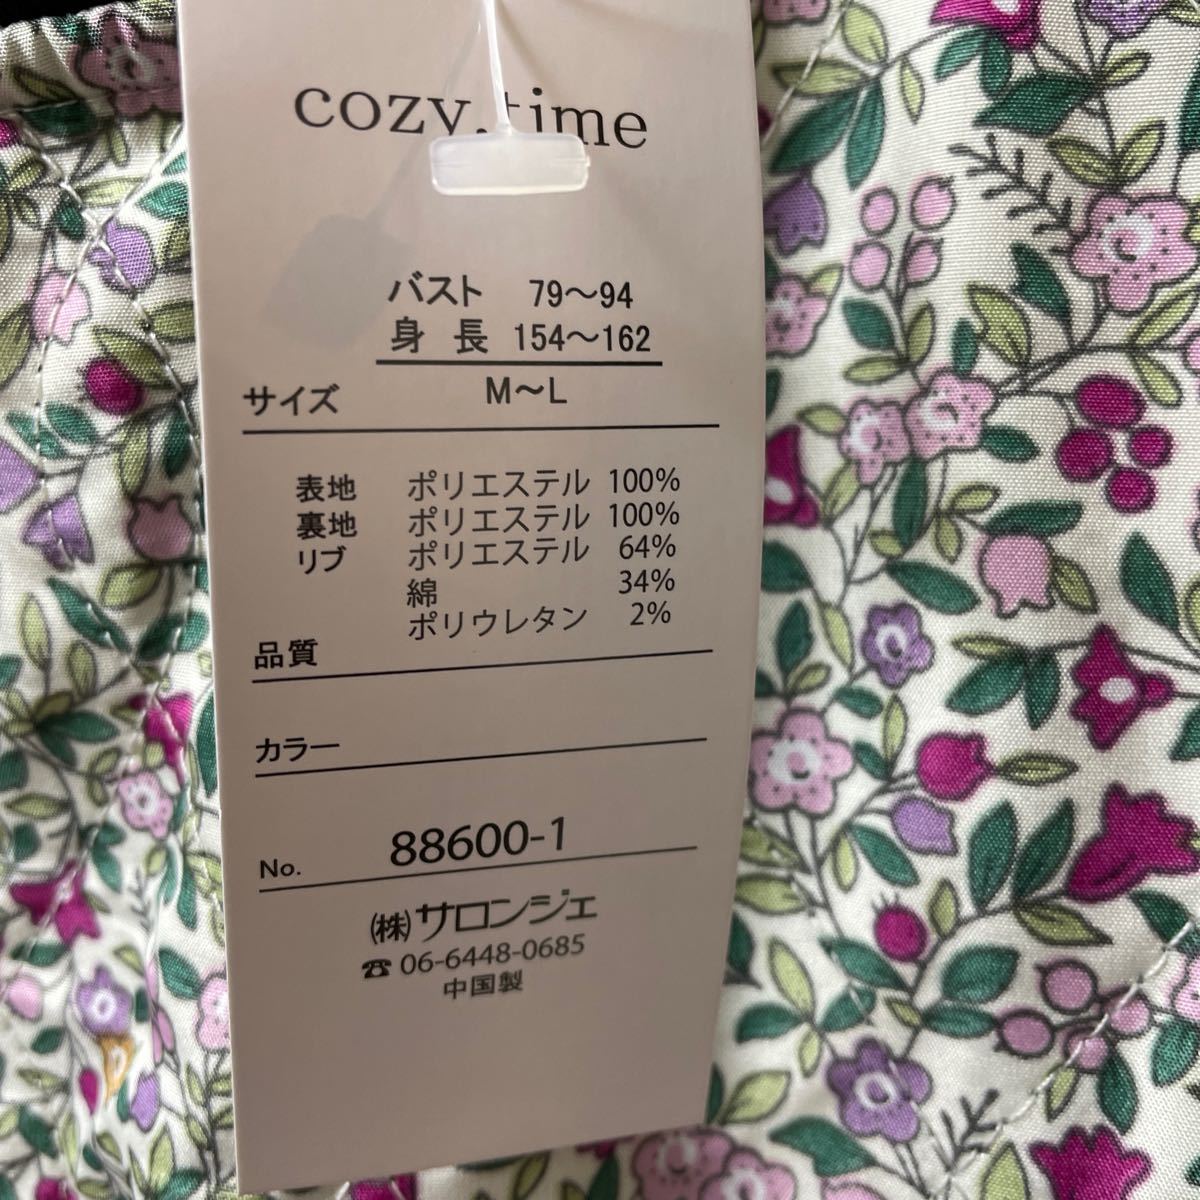 cozy.time
バスト 79～94
身 長 154～162
サイズ M～L
表地 ポリエステル 100%
裏地 ポリエステル 100%
リブ ポリエステル 64%
綿 34%
ポリウレタン 2%
品質
カラー
No. 88600-1
㈱サロンジェ
☎ 06-6448-0685
中国製